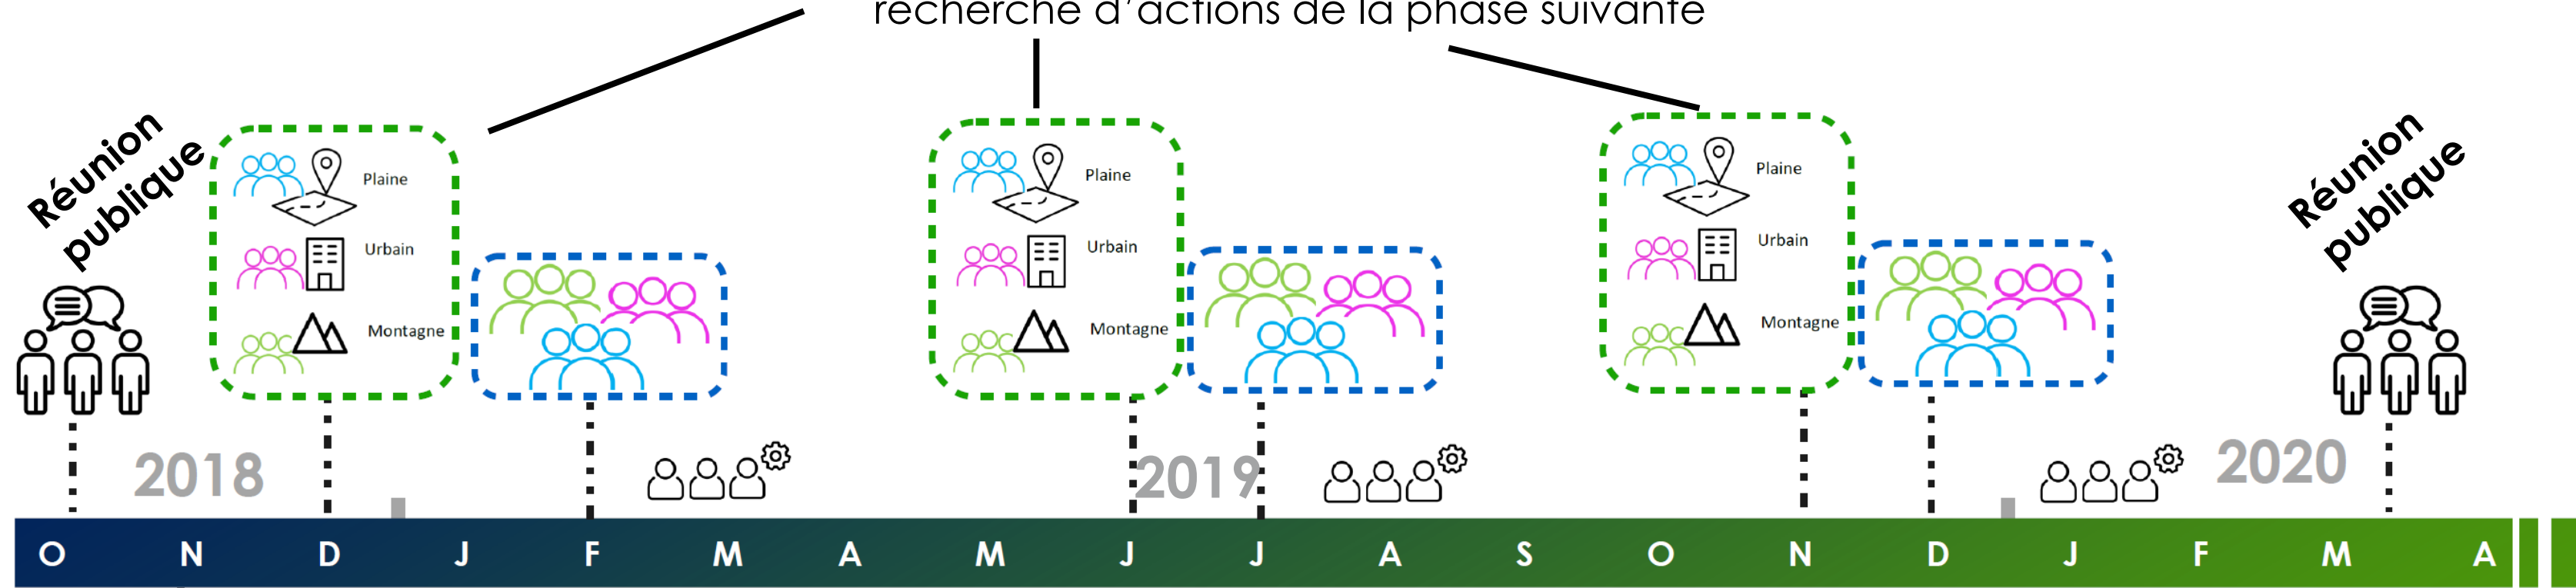 recherche d'actions de la phase suivante
Réunion
publique
Plaine
Urbain
Montagne
Plaine
Urbain
Montagne
Plaine
Urbain
Montagne
Réunion
publique
2018
2019
2020
O N D J F M A M J J A S O N D J F M A